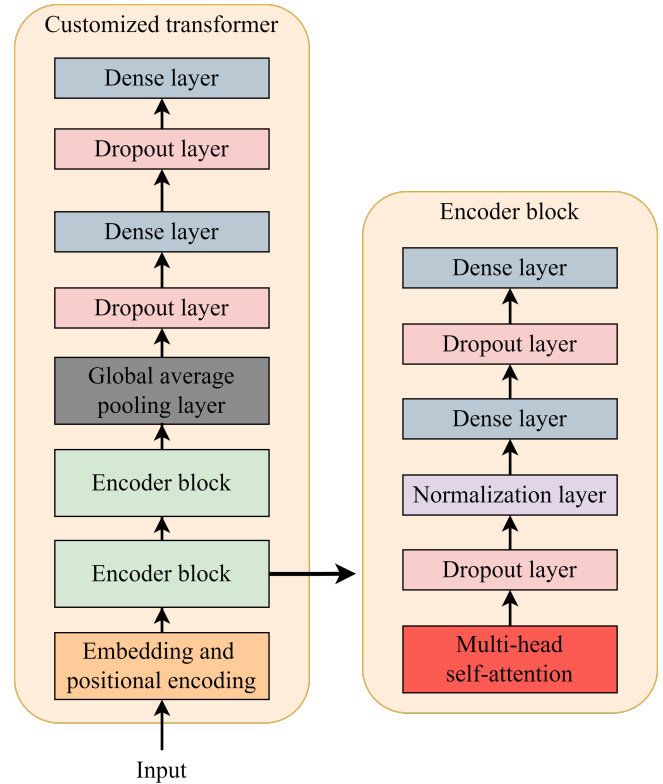 Customized transformer
Dense layer
Dropout layer
Dense layer
Dropout layer
Global average
pooling layer
Encoder block
Encoder block
Embedding and
positional encoding
Input
Encoder block
Dense layer
Dropout layer
Dense layer
Normalization layer
Dropout layer
Multi-head
self-attention